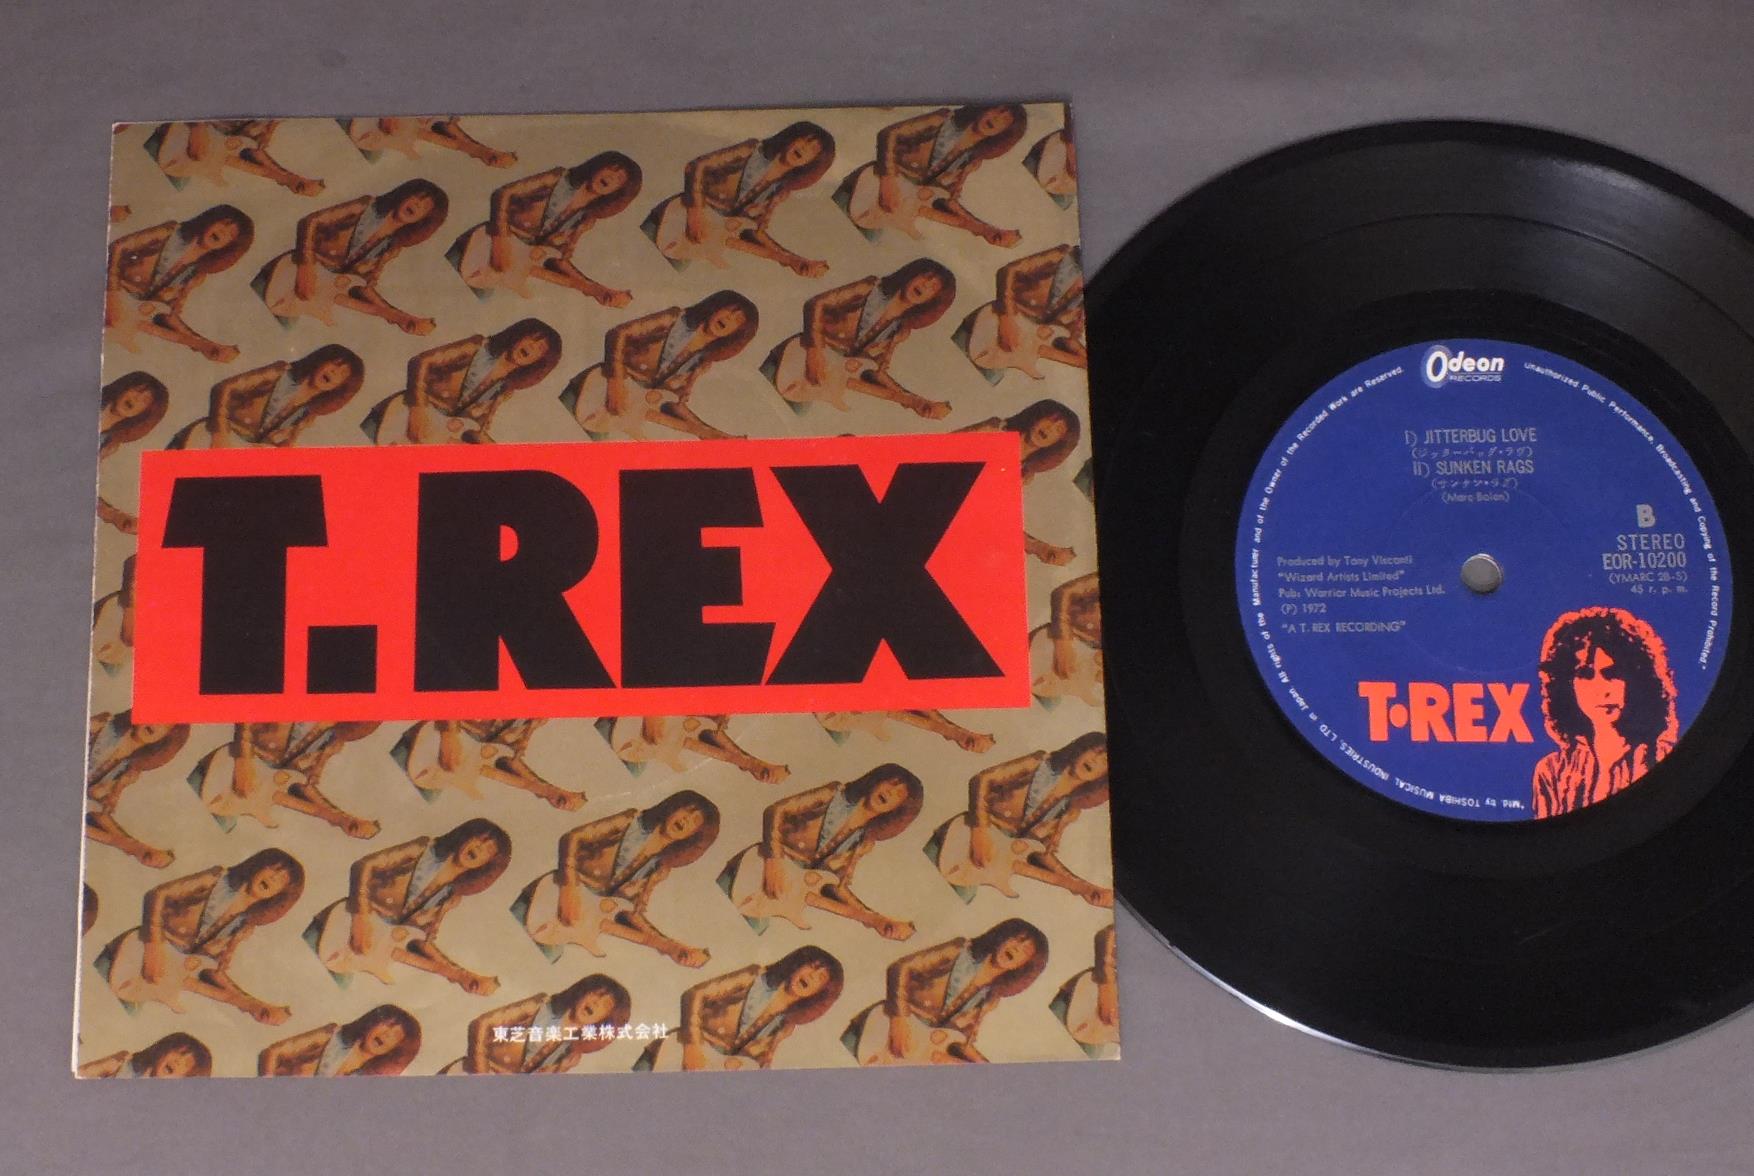 T.REX
東芝音楽工業株式会社
Odeon
RECORDS
I) JITTERBUG LOVE
(ジッターバッグ・ラヴ)
II) SUNKEN RAGS
(サンケン・ラグ)
(Marc Bolan)
B
STEREO
EOR-10200
(YMARC 2B-S)
45 r. p. m.
Produced by Tony Visconti
"Wizard Artists Limited"
Pub: Warrior Music Projects Ltd.
(P) 1972
"A T. REX RECORDING"
T•REX
"Mfd. by TOSHIBA MUSICAL INDUSTRIES, LTD in Japan. All rights of the Manufacturer and of the Owner of the Recorded Work are Reserved. Unauthorized Public Performance, Broadcasting and Copying of the Record Prohibited."